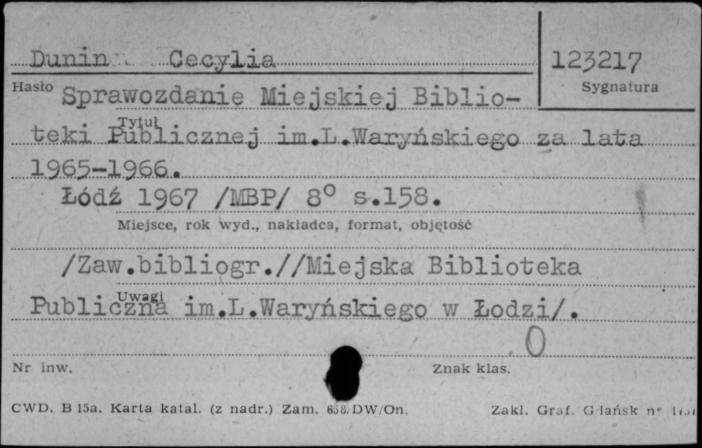 Dunin Cecylia 123217
Hasło Sygnatura
Sprawozdanie Miejskiej Biblio-
Tytuł
teki Publicznej im.L.Waryńskiego za lata
1965-1966.
Łódź 1967 /MBP/ 8° s.158.
Miejsce, rok wyd., nakładca, format, objętość
/Zaw.bibliogr.//Miejska Biblioteka
Uwagi
Publiczna im.L.Waryńskiego w Łodzi/.
0
Nr inw. Znak klas.
CWD. B 15a. Karta katal. (z nadr.) Zam. 658/DW/On. Zakl. Graf. Gdańsk nr